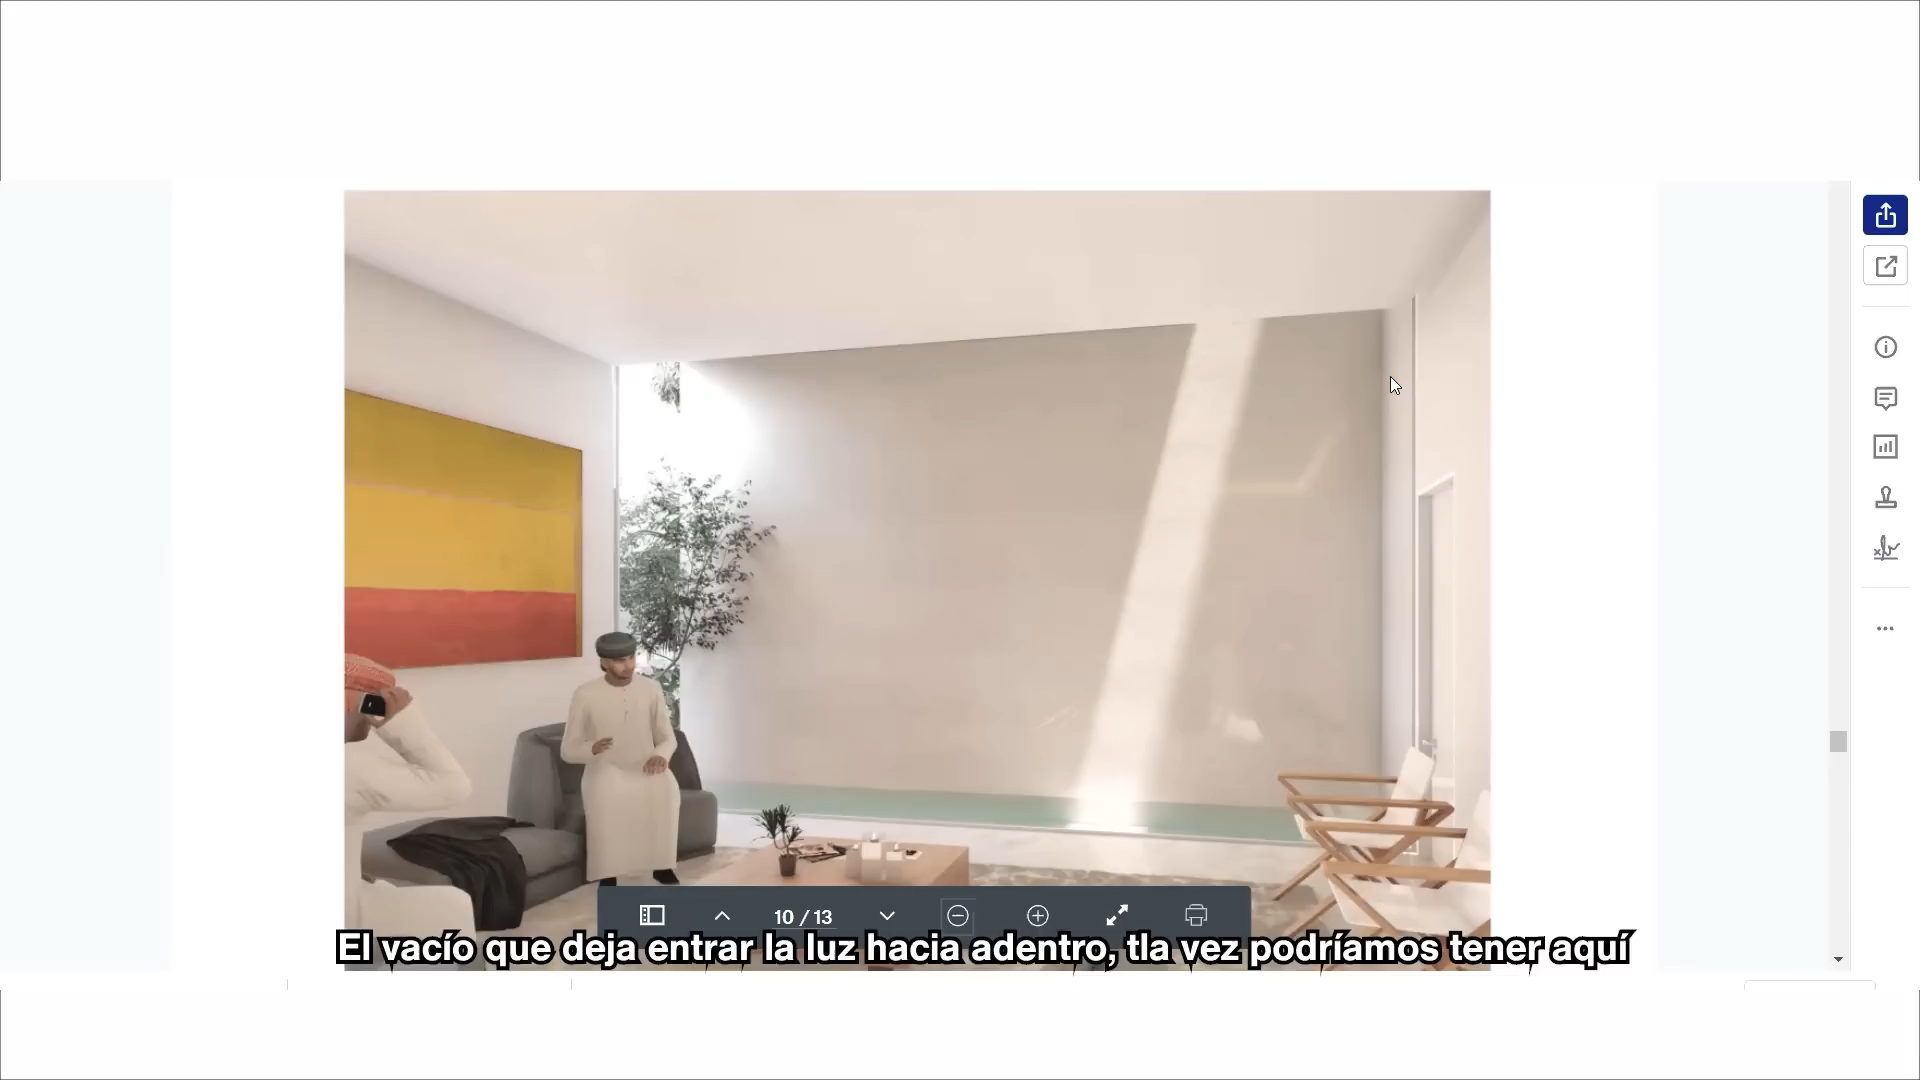 10 / 13
El vacío que deja entrar la luz hacia adentro, tla vez podríamos tener aquí